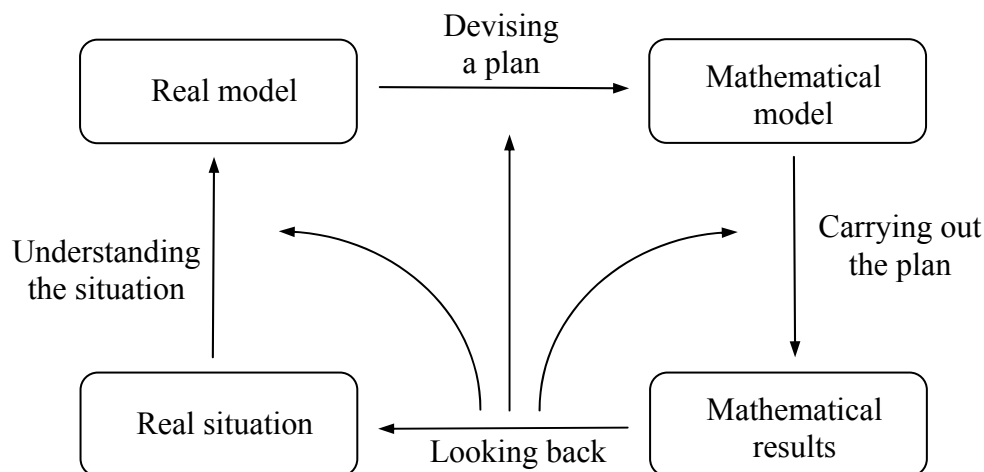 Devising
a plan
Real model
Mathematical
model
Understanding
the situation
Carrying out
the plan
Real situation
Looking back
Mathematical
results